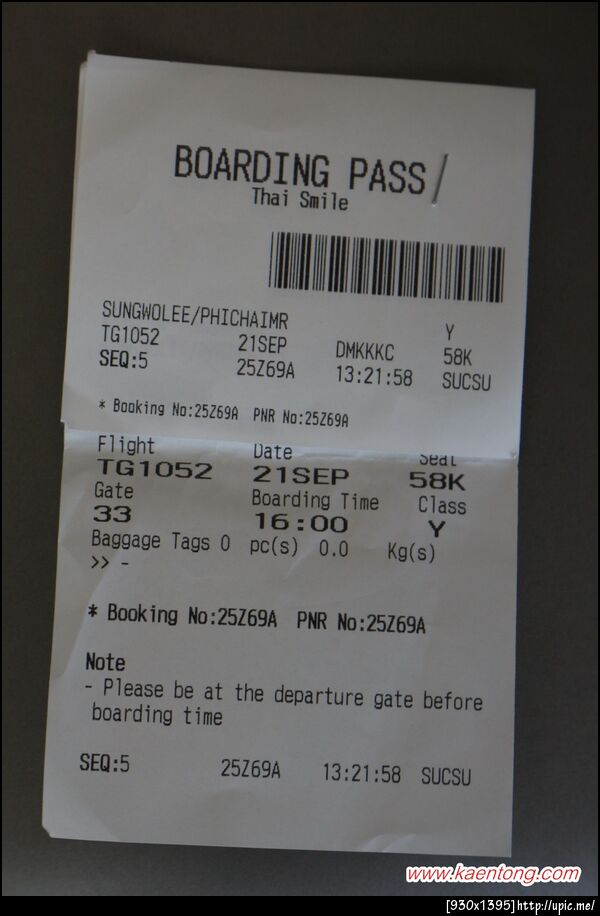 BOARDING PASS
Thai Smile
SUNGWOLEE/PHICHAIMR Y
TG1052 21SEP DMKKKC 58K
SEQ:5 25Z69A 13:21:58 SUCSU
* Booking No:25Z69A PNR No:25Z69A
Flight Date Seat
TG1052 21SEP 58K
Gate Boarding Time Class
33 16:00 Y
Baggage Tags 0 pc(s) 0.0 Kg(s)
>> -
* Booking No:25Z69A PNR No:25Z69A
Note
- Please be at the departure gate before
boarding time
SEQ:5 25Z69A 13:21:58 SUCSU
www.kaentong.com
[930x1395]http://upic.me/